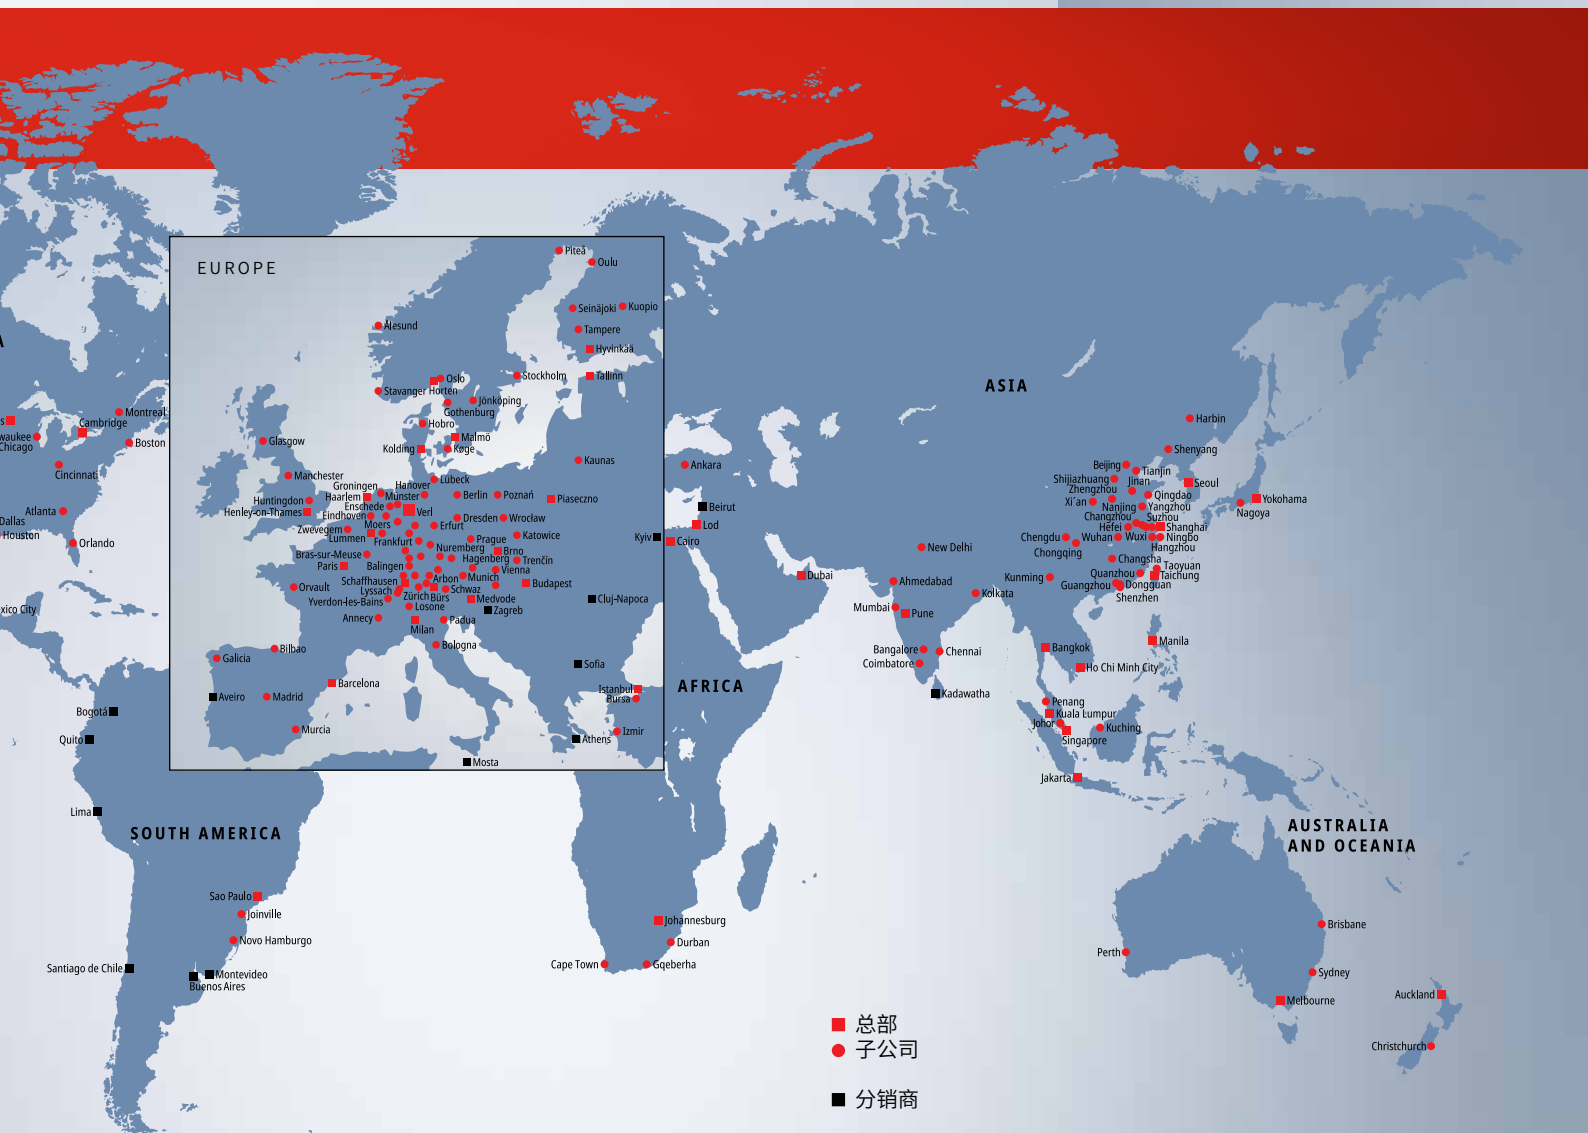 EUROPE
Piteå
Oulu
Seinäjoki
Kuopio
Ålesund
Tampere
Hyvinkää
Oslo
Stockholm
Tallinn
Stavanger
Horten
Jönköping
Gothenburg
Hobro
Malmö
Glasgow
Kolding
Køge
Kaunas
Manchester
Lübeck
Groningen
Hanover
Huntingdon
Haarlem
Münster
Berlin
Poznań
Piaseczno
Henley-on-Thames
Enschede
Verl
Eindhoven
Dresden
Wrocław
Zwevegem
Moers
Erfurt
Lummen
Frankfurt
Prague
Katowice
Kyiv
Nuremberg
Brno
Bras-sur-Meuse
Hagenberg
Trenčín
Paris
Balingen
Vienna
Schaffhausen
Arbon
Munich
Budapest
Orvault
Lyssach
Zürich
Bürs
Schwaz
Yverdon-les-Bains
Losone
Medvode
Cluj-Napoca
Zagreb
Annecy
Milan
Padua
Bilbao
Bologna
Galicia
Sofia
Barcelona
Istanbul
Aveiro
Madrid
Bursa
Murcia
Athens
Izmir
Mosta
A
s
Montreal
Cambridge
waukee
Chicago
Boston
Cincinnati
Atlanta
Dallas
Houston
Orlando
xico City
Bogotá
Quito
Lima
SOUTH AMERICA
Sao Paulo
Joinville
Novo Hamburgo
Santiago de Chile
Montevideo
Buenos Aires
AFRICA
Johannesburg
Durban
Cape Town
Gqeberha
ASIA
Ankara
Beirut
Lod
Cairo
Dubai
Harbin
Shenyang
Beijing
Tianjin
Shijiazhuang
Jinan
Seoul
Zhengzhou
Qingdao
Yokohama
Xi´an
Nanjing
Yangzhou
Nagoya
Changzhou
Suzhou
Hefei
Shanghai
Chengdu
Wuhan
Wuxi
Ningbo
Chongqing
Hangzhou
New Delhi
Changsha
Taoyuan
Kunming
Quanzhou
Taichung
Ahmedabad
Guangzhou
Dongguan
Kolkata
Shenzhen
Mumbai
Pune
Manila
Bangalore
Chennai
Bangkok
Coimbatore
Ho Chi Minh City
Kadawatha
Penang
Kuala Lumpur
Johor
Kuching
Singapore
Jakarta
AUSTRALIA
AND OCEANIA
Brisbane
Perth
Sydney
Melbourne
Auckland
Christchurch
总部
子公司
分销商